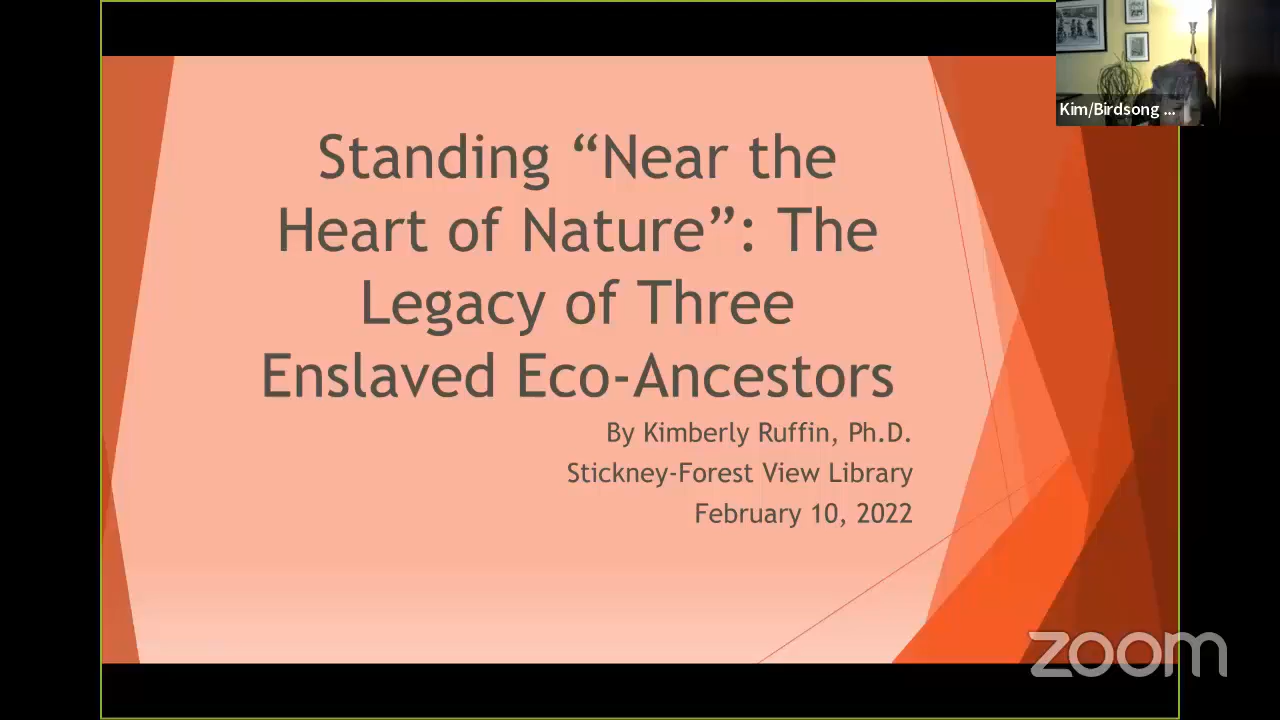 Kim/Birdsong ...
Standing “Near the
Heart of Nature”: The
Legacy of Three
Enslaved Eco-Ancestors
By Kimberly Ruffin, Ph.D.
Stickney-Forest View Library
February 10, 2022
zoom